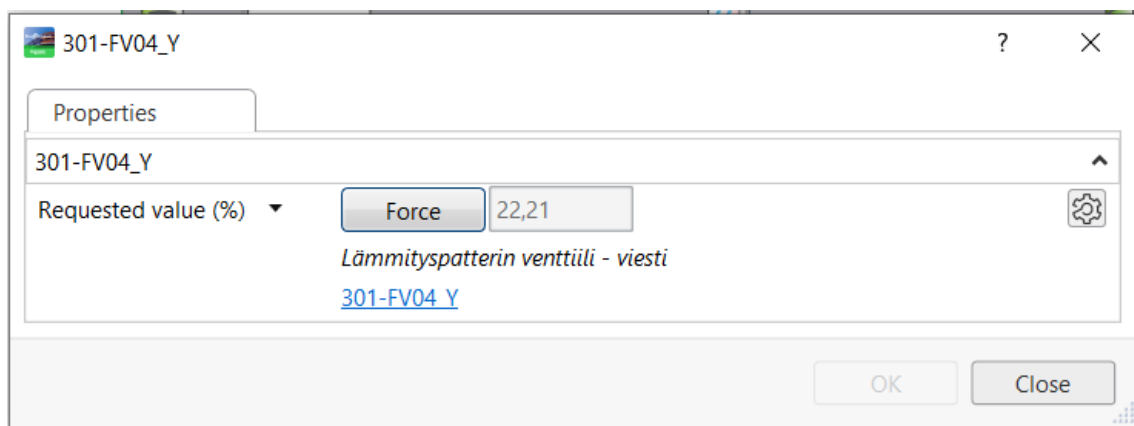 301-FV04_Y ?
Properties
301-FV04_Y
Requested value (%) Force 22,21
Lämmityspatterin venttiili - viesti
301-FV04_Y
OK Close